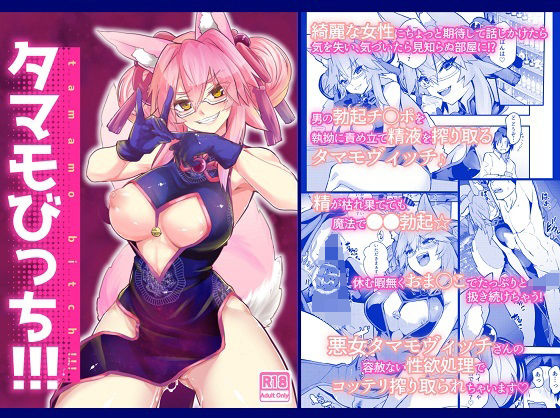 タマモびっち!!!
tamamo bitch!!!
R18
Adult Only
綺麗な女性にちょっと期待して話しかけたら
気を失い、気づいたら見知らぬ部屋に!?
男の勃起チ〇ポを
執拗に責め立て精液を搾り取る
タマモヴィッチ♪
精が枯れ果てても
魔法で〇〇勃起☆
休む暇無くおま〇こでたっぷりと
扱き続けちゃう!
悪女タマモヴィッチさんの
容赦ない性欲処理で
コッテリ搾り取られちゃいます♡